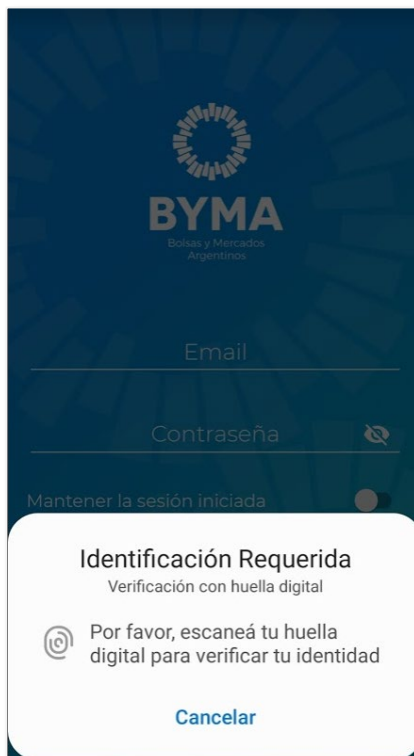 BYMA
Bolsas y Mercados
Argentinos
Email
Contraseña
Mantener la sesión iniciada
Identificación Requerida
Verificación con huella digital
Por favor, escaneá tu huella
digital para verificar tu identidad
Cancelar